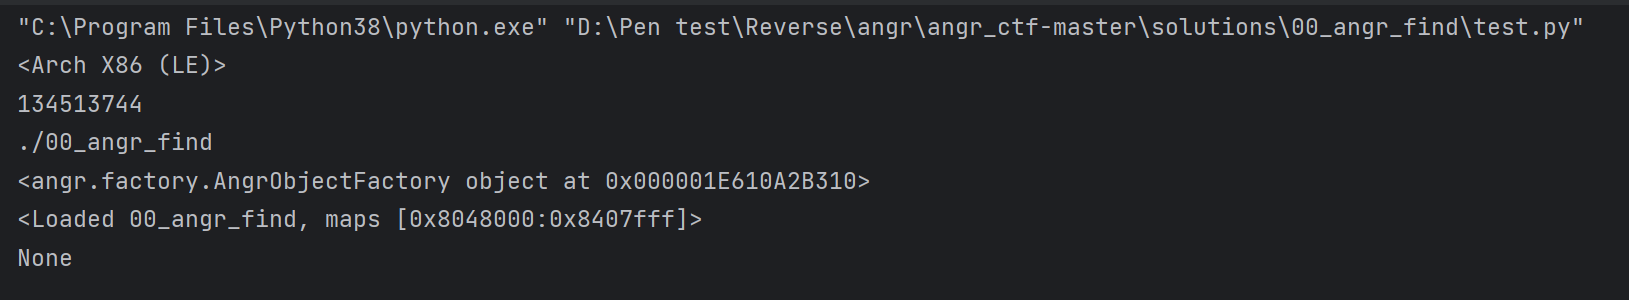 "C:\Program Files\Python38\python.exe" "D:\Pen test\Reverse\angr\angr_ctf-master\solutions\00_angr_find\test.py"
<Arch X86 (LE)>
134513744
./00_angr_find
<angr.factory.AngrObjectFactory object at 0x000001E610A2B310>
<Loaded 00_angr_find, maps [0x8048000:0x8407fff]>
None